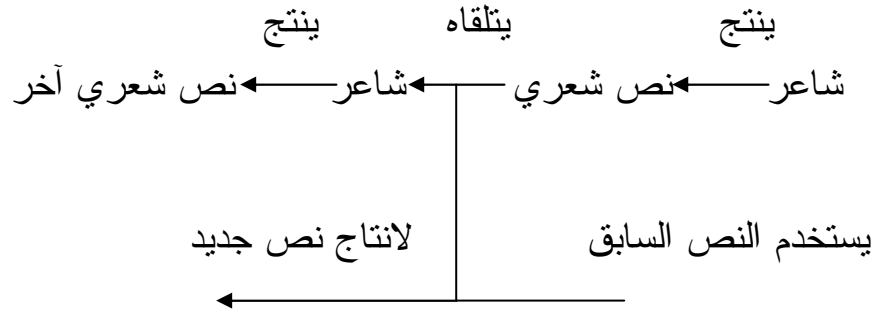 ينتج يتلقاه ينتج
شاعر نص شعري شاعر نص شعري آخر
يستخدم النص السابق لانتاج نص جديد